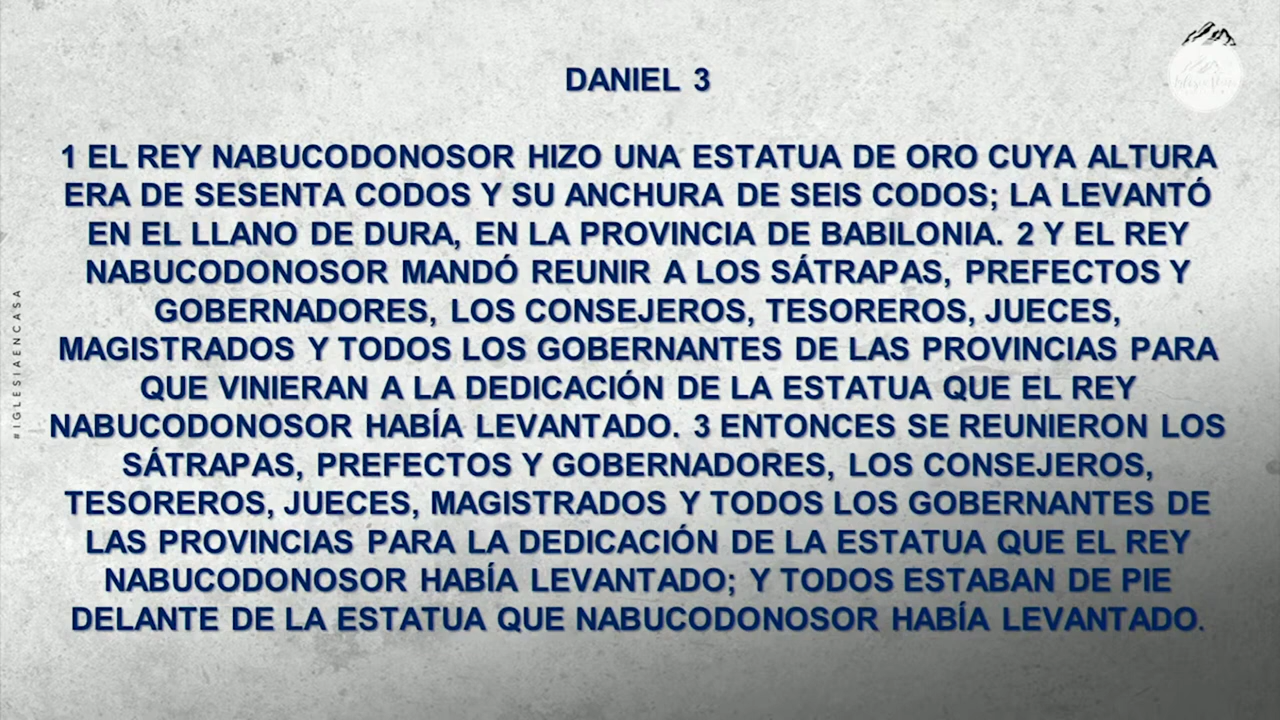 DANIEL 3
1 EL REY NABUCODONOSOR HIZO UNA ESTATUA DE ORO CUYA ALTURA
ERA DE SESENTA CODOS Y SU ANCHURA DE SEIS CODOS; LA LEVANTÓ
EN EL LLANO DE DURA, EN LA PROVINCIA DE BABILONIA. 2 Y EL REY
NABUCODONOSOR MANDÓ REUNIR A LOS SÁTRAPAS, PREFECTOS Y
GOBERNADORES, LOS CONSEJEROS, TESOREROS, JUECES,
MAGISTRADOS Y TODOS LOS GOBERNANTES DE LAS PROVINCIAS PARA
QUE VINIERAN A LA DEDICACIÓN DE LA ESTATUA QUE EL REY
NABUCODONOSOR HABÍA LEVANTADO. 3 ENTONCES SE REUNIERON LOS
SÁTRAPAS, PREFECTOS Y GOBERNADORES, LOS CONSEJEROS,
TESOREROS, JUECES, MAGISTRADOS Y TODOS LOS GOBERNANTES DE
LAS PROVINCIAS PARA LA DEDICACIÓN DE LA ESTATUA QUE EL REY
NABUCODONOSOR HABÍA LEVANTADO; Y TODOS ESTABAN DE PIE
DELANTE DE LA ESTATUA QUE NABUCODONOSOR HABÍA LEVANTADO.
#IGLESIAENCASA